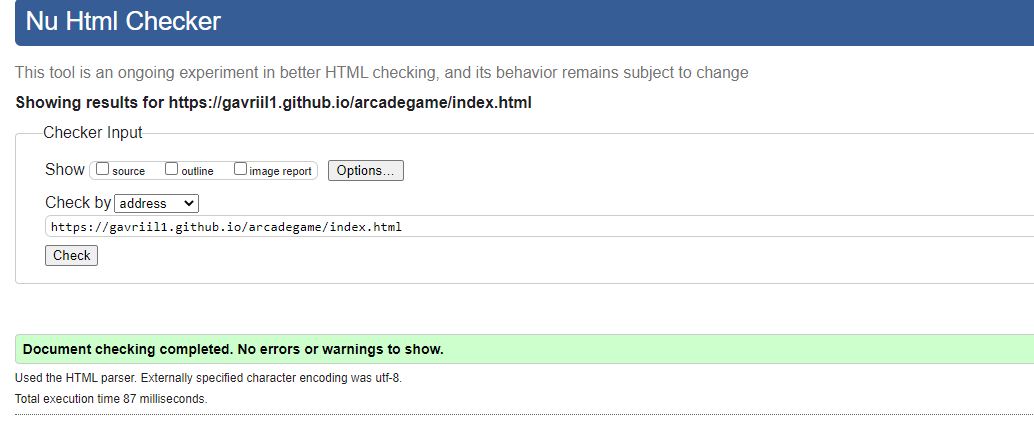 Nu Html Checker
This tool is an ongoing experiment in better HTML checking, and its behavior remains subject to change
Showing results for https://gavriil1.github.io/arcadegame/index.html
Checker Input
Show source outline image report Options...
Check by address
https://gavriil1.github.io/arcadegame/index.html
Check
Document checking completed. No errors or warnings to show.
Used the HTML parser. Externally specified character encoding was utf-8.
Total execution time 87 milliseconds.